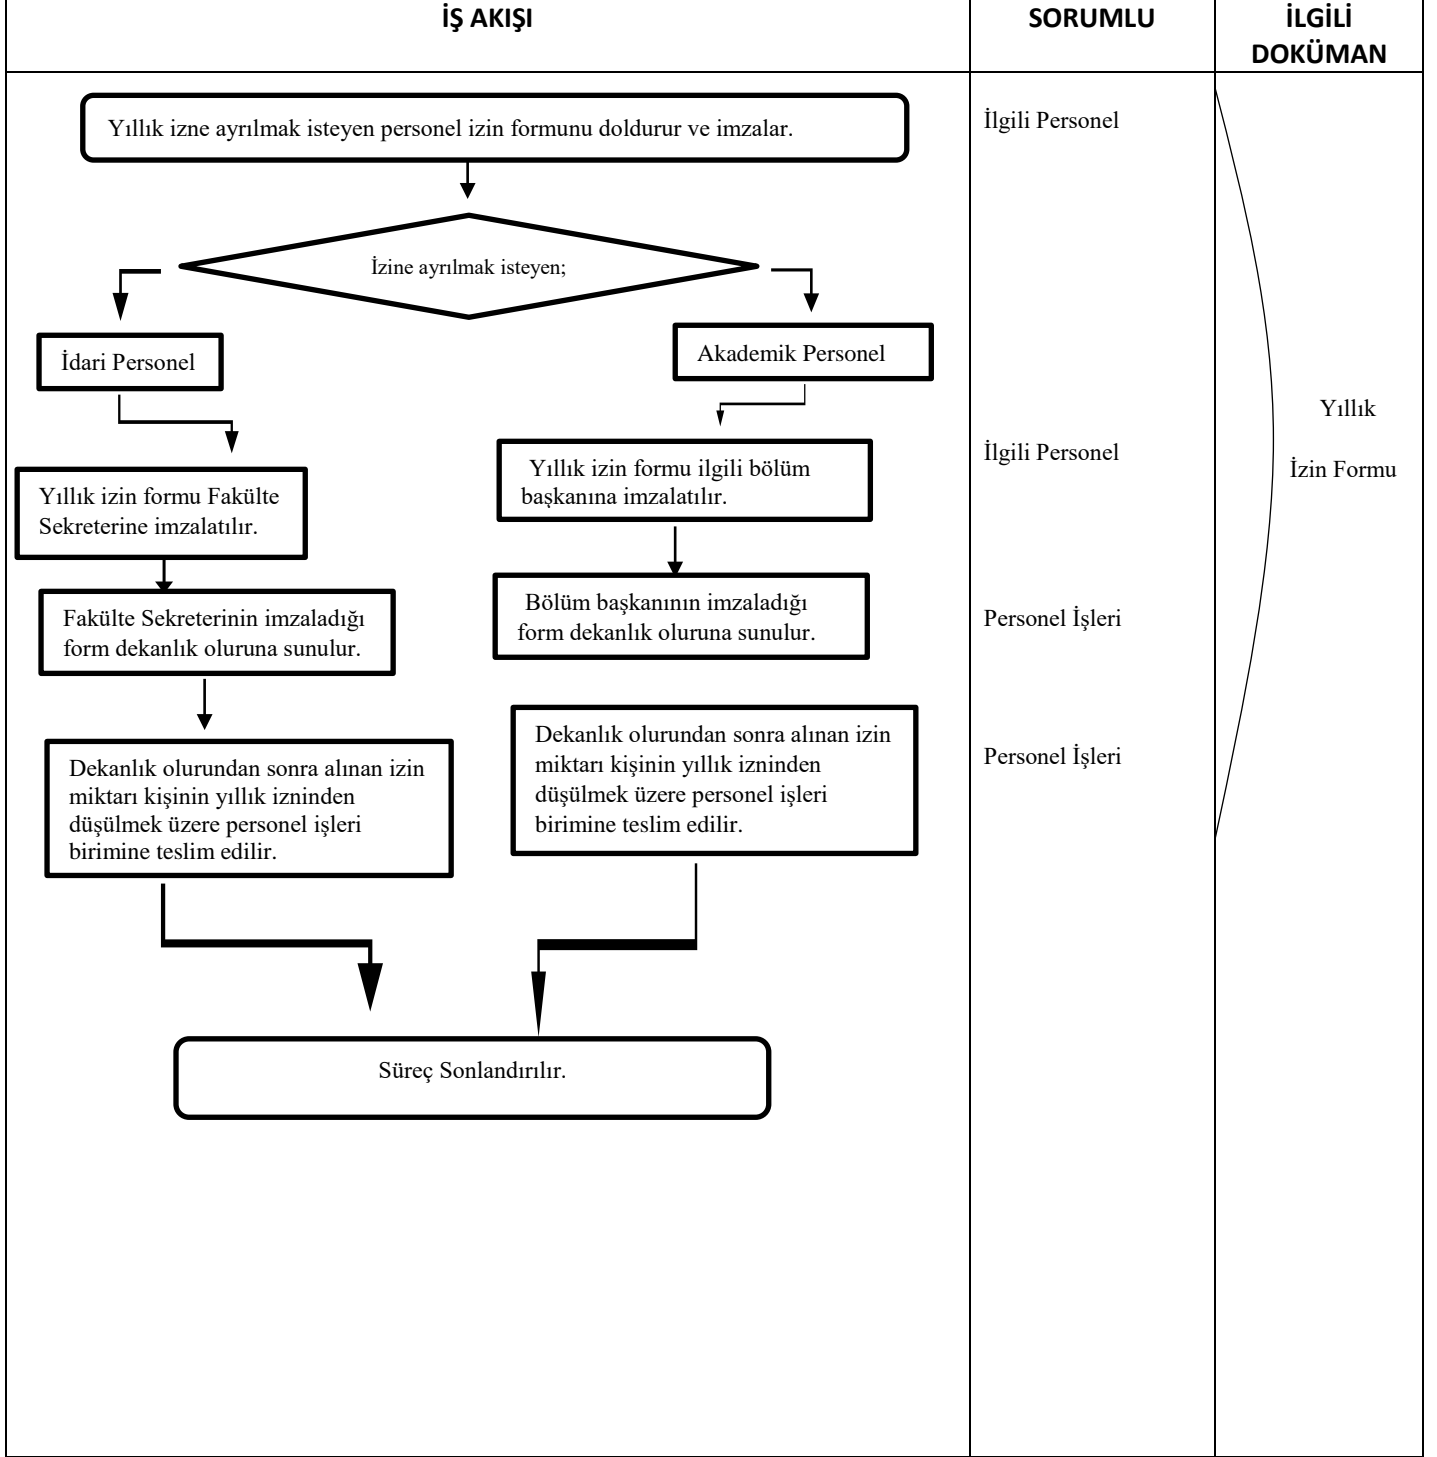 İŞ AKIŞI
SORUMLU
İLGİLİ
DOKÜMAN
Yıllık izne ayrılmak isteyen personel izin formunu doldurur ve imzalar.
İlgili Personel
İzine ayrılmak isteyen;
İdari Personel
Akademik Personel
Yıllık izin formu Fakülte
Sekreterine imzalatılır.
Yıllık izin formu ilgili bölüm
başkanına imzalatılır.
İlgili Personel
Yıllık
İzin Formu
Fakülte Sekreterinin imzaladığı
form dekanlık oluruna sunulur.
Bölüm başkanının imzaladığı
form dekanlık oluruna sunulur.
Personel İşleri
Dekanlık olurundan sonra alınan izin
miktarı kişinin yıllık izninden
düşülmek üzere personel işleri
birimine teslim edilir.
Dekanlık olurundan sonra alınan izin
miktarı kişinin yıllık izninden
düşülmek üzere personel işleri
birimine teslim edilir.
Personel İşleri
Süreç Sonlandırılır.